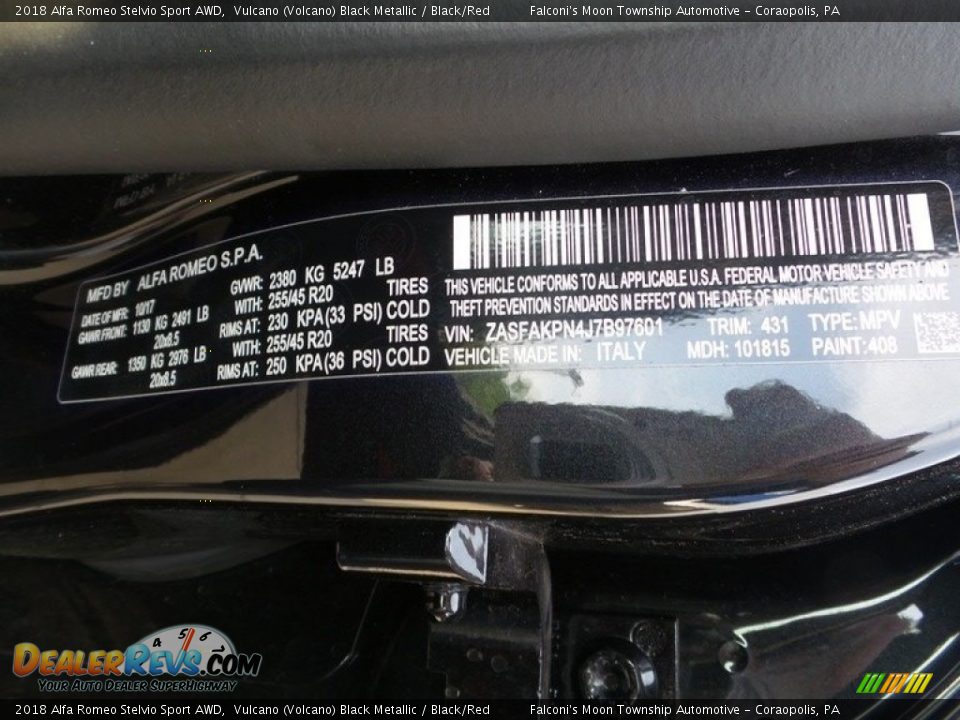 2018 Alfa Romeo Stelvio Sport AWD,  Vulcano (Volcano) Black Metallic / Black/Red    Falconi's Moon Township Automotive - Coraopolis, PA
MFD BY ALFA ROMEO S.P.A.
DATE OF MFR: 10/17 GVWR: 2380 KG 5247 LB
GAWR FRONT: 1130 KG 2491 LB WITH: 255/45 R20 TIRES
20x8.5 RIMS AT: 230 KPA(33 PSI) COLD
GAWR REAR: 1350 KG 2976 LB WITH: 255/45 R20 TIRES
20x8.5 RIMS AT: 250 KPA(36 PSI) COLD
THIS VEHICLE CONFORMS TO ALL APPLICABLE U.S.A. FEDERAL MOTOR VEHICLE SAFETY AND
THEFT PREVENTION STANDARDS IN EFFECT ON THE DATE OF MANUFACTURE SHOWN ABOVE
VIN: ZASFAKPN4J7B97601 TRIM: 431 TYPE: MPV
VEHICLE MADE IN: ITALY MDH: 101815 PAINT: 408
4 5 6
DEALERREVS.COM
YOUR AUTO DEALER SUPERHIGHWAY
2018 Alfa Romeo Stelvio Sport AWD,  Vulcano (Volcano) Black Metallic / Black/Red    Falconi's Moon Township Automotive - Coraopolis, PA